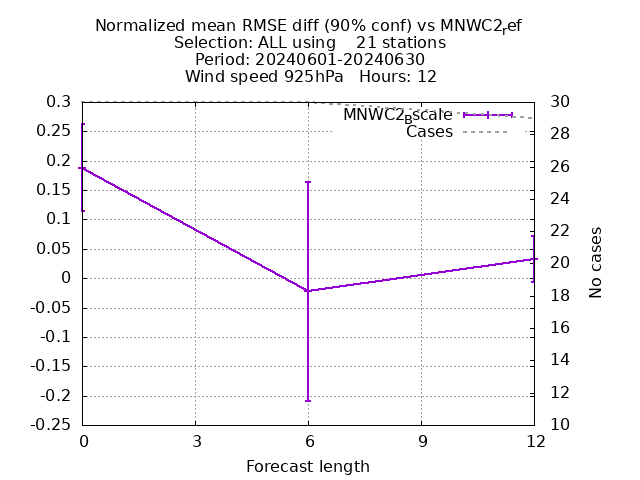 Normalized mean RMSE diff (90% conf) vs MNWC2ref
Selection: ALL using 21 stations
Period: 20240601-20240630
Wind speed 925hPa Hours: 12
MNWC2Bscale
Cases
0.3
0.25
0.2
0.15
0.1
0.05
0
-0.05
-0.1
-0.15
-0.2
-0.25
30
28
26
24
22
20
18
16
14
12
10
No cases
0 3 6 9 12
Forecast length